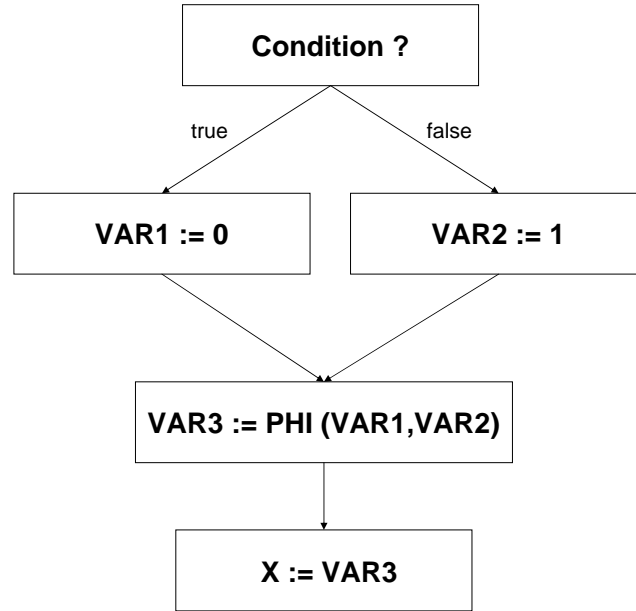 Condition ?
true
false
VAR1 := 0
VAR2 := 1
VAR3 := PHI (VAR1,VAR2)
X := VAR3